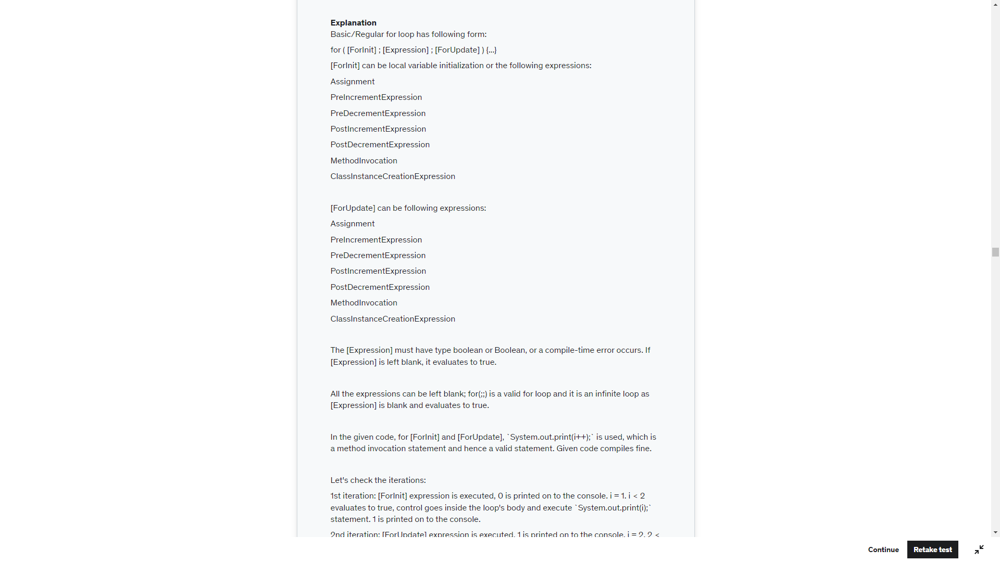 Explanation
Basic/Regular for loop has following form:
for ( [ForInit] ; [Expression] ; [ForUpdate] ) {...}
[ForInit] can be local variable initialization or the following expressions:
Assignment
PreIncrementExpression
PreDecrementExpression
PostIncrementExpression
PostDecrementExpression
MethodInvocation
ClassInstanceCreationExpression
[ForUpdate] can be following expressions:
Assignment
PreIncrementExpression
PreDecrementExpression
PostIncrementExpression
PostDecrementExpression
MethodInvocation
ClassInstanceCreationExpression
The [Expression] must have type boolean or Boolean, or a compile-time error occurs. If
[Expression] is left blank, it evaluates to true.
All the expressions can be left blank; for(;;) is a valid for loop and it is an infinite loop as
[Expression] is blank and evaluates to true.
In the given code, for [ForInit] and [ForUpdate], `System.out.print(i++);` is used, which is
a method invocation statement and hence a valid statement. Given code compiles fine.
Let's check the iterations:
1st iteration: [ForInit] expression is executed, 0 is printed on to the console. i = 1. i < 2
evaluates to true, control goes inside the loop's body and execute `System.out.print(i);`
statement. 1 is printed on to the console.
2nd iteration: [ForUpdate] expression is executed, 1 is printed on to the console. i = 2. 2 <
Continue
Retake test